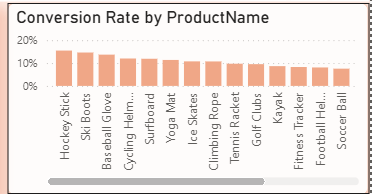 Conversion Rate by ProductName
20%
10%
0%
Hockey Stick
Ski Boots
Baseball Glove
Cycling Helm...
Surfboard
Yoga Mat
Ice Skates
Climbing Rope
Tennis Racket
Golf Clubs
Kayak
Fitness Tracker
Football Hel...
Soccer Ball